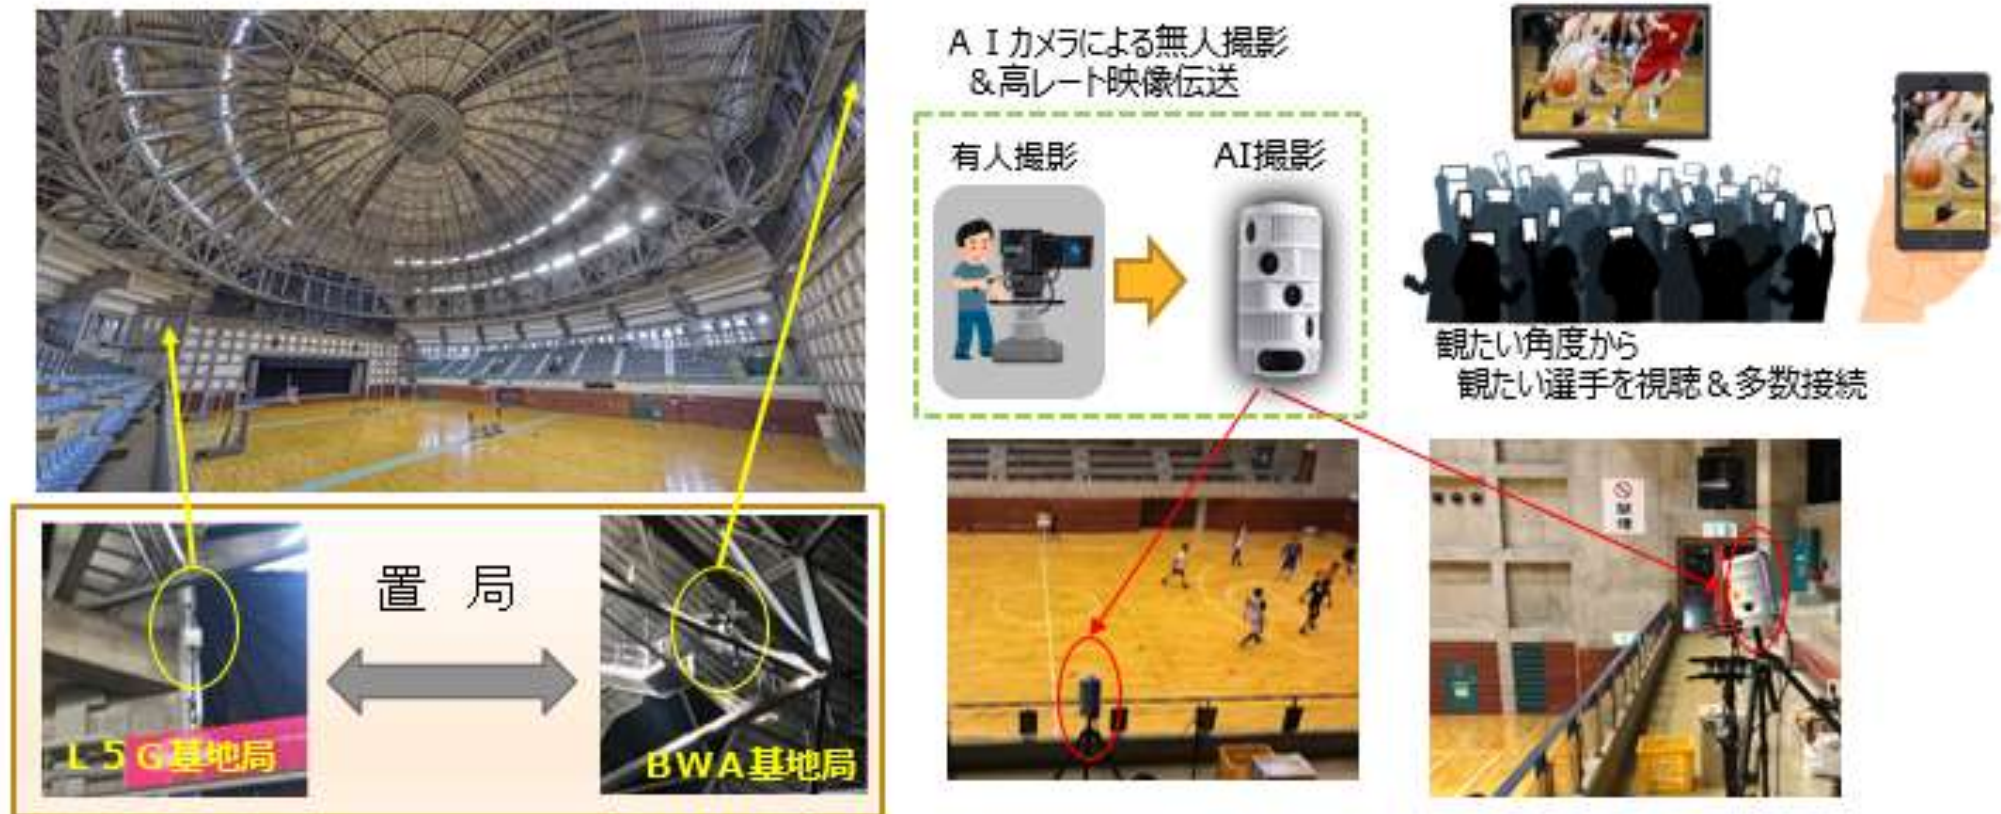 AIカメラによる無人撮影
&高レート映像伝送
有人撮影
AI撮影
観たい角度から
観たい選手を視聴&多数接続
置 局
L5G基地局
BWA基地局
禁煙